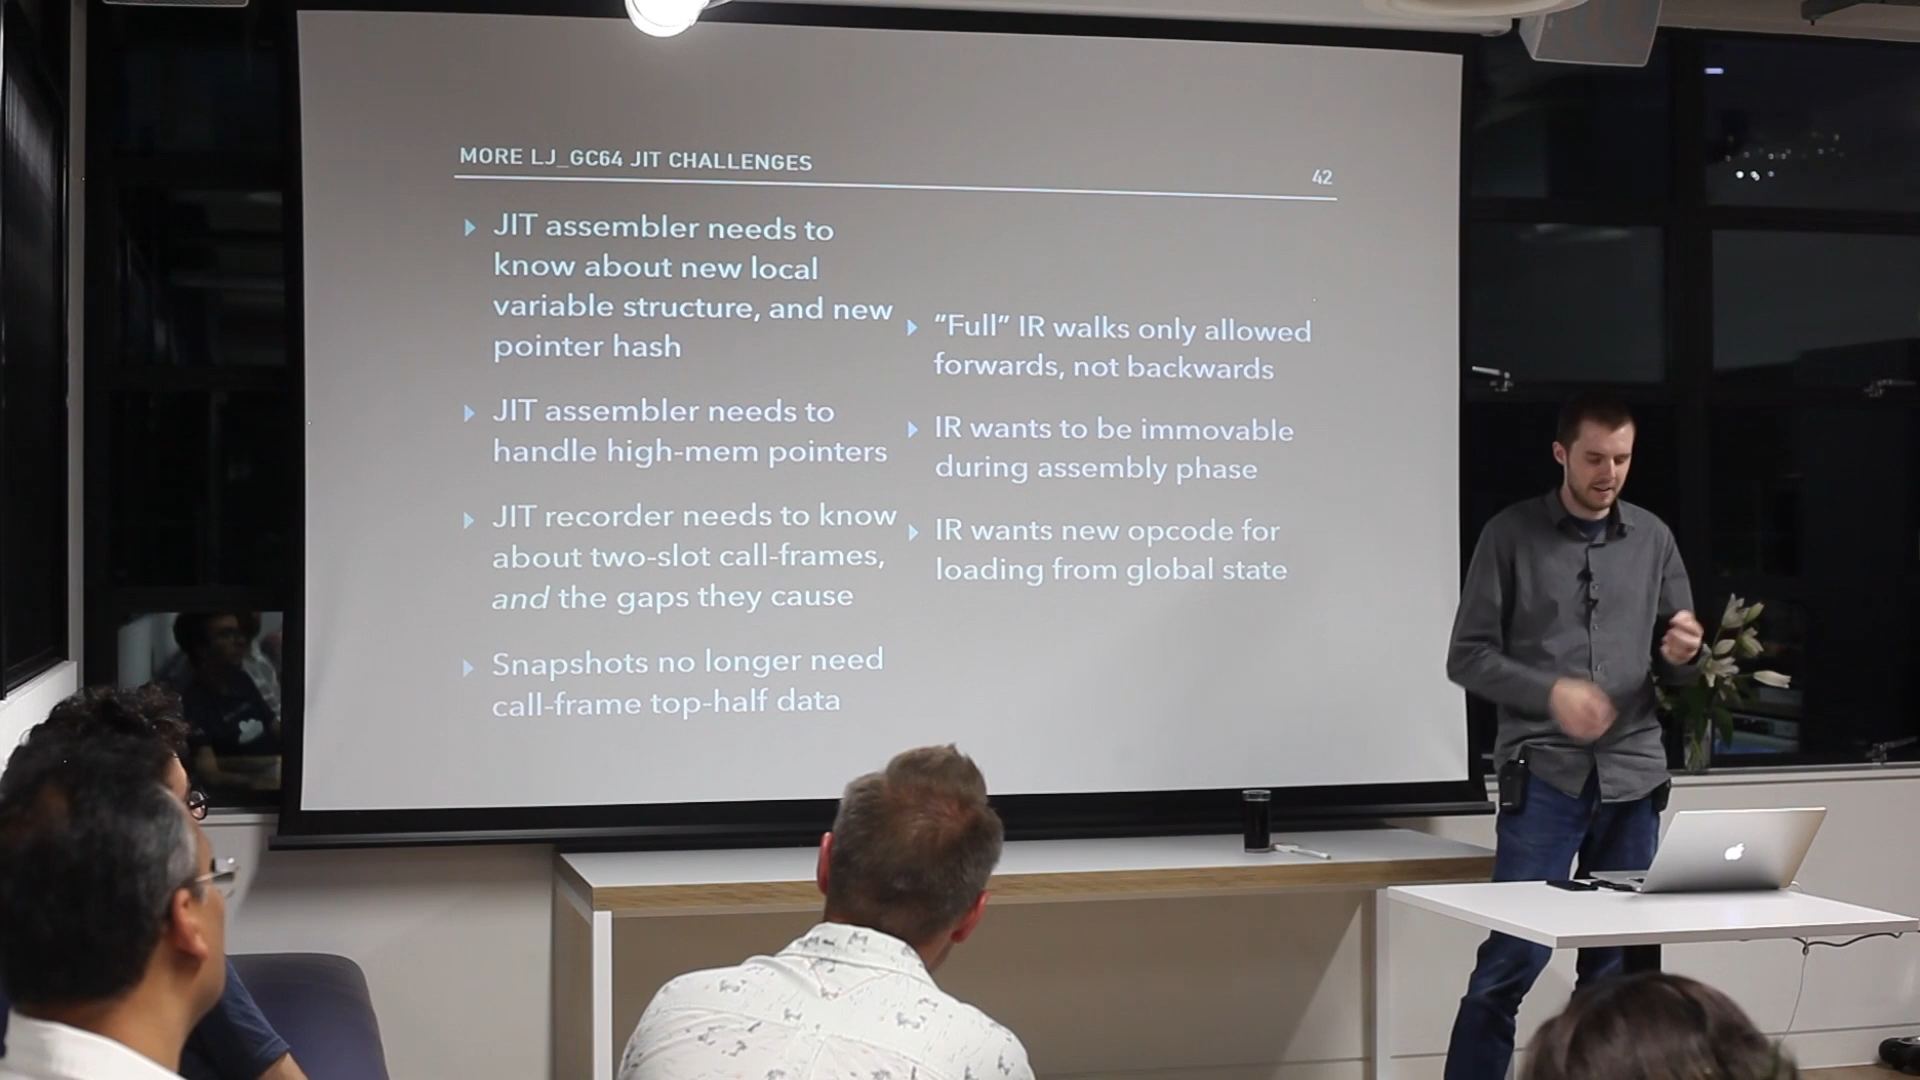 MORE LJ_GC64 JIT CHALLENGES
42
JIT assembler needs to
know about new local
variable structure, and new
pointer hash
JIT assembler needs to
handle high-mem pointers
JIT recorder needs to know
about two-slot call-frames,
and the gaps they cause
Snapshots no longer need
call-frame top-half data
“Full” IR walks only allowed
forwards, not backwards
IR wants to be immovable
during assembly phase
IR wants new opcode for
loading from global state